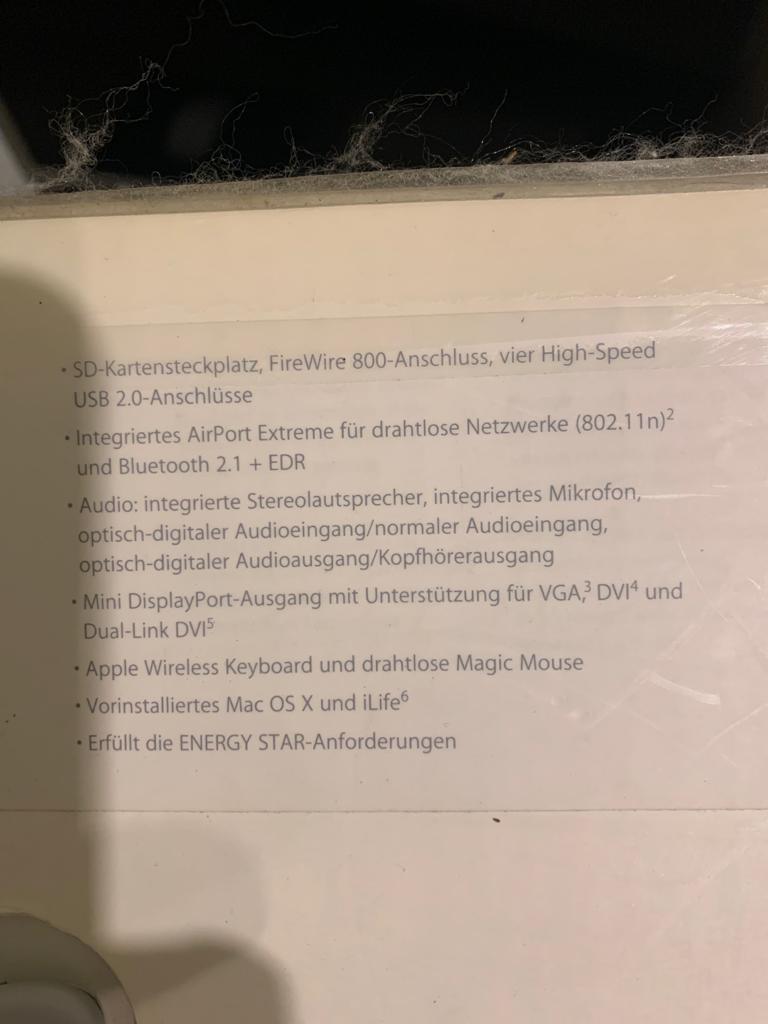 • SD-Kartensteckplatz, FireWire 800-Anschluss, vier High-Speed
USB 2.0-Anschlüsse
• Integriertes AirPort Extreme für drahtlose Netzwerke (802.11n)²
und Bluetooth 2.1 + EDR
• Audio: integrierte Stereolautsprecher, integriertes Mikrofon,
optisch-digitaler Audioeingang/normaler Audioeingang,
optisch-digitaler Audioausgang/Kopfhörerausgang
• Mini DisplayPort-Ausgang mit Unterstützung für VGA,³ DVI⁴ und
Dual-Link DVI⁵
• Apple Wireless Keyboard und drahtlose Magic Mouse
• Vorinstalliertes Mac OS X und iLife⁶
• Erfüllt die ENERGY STAR-Anforderungen